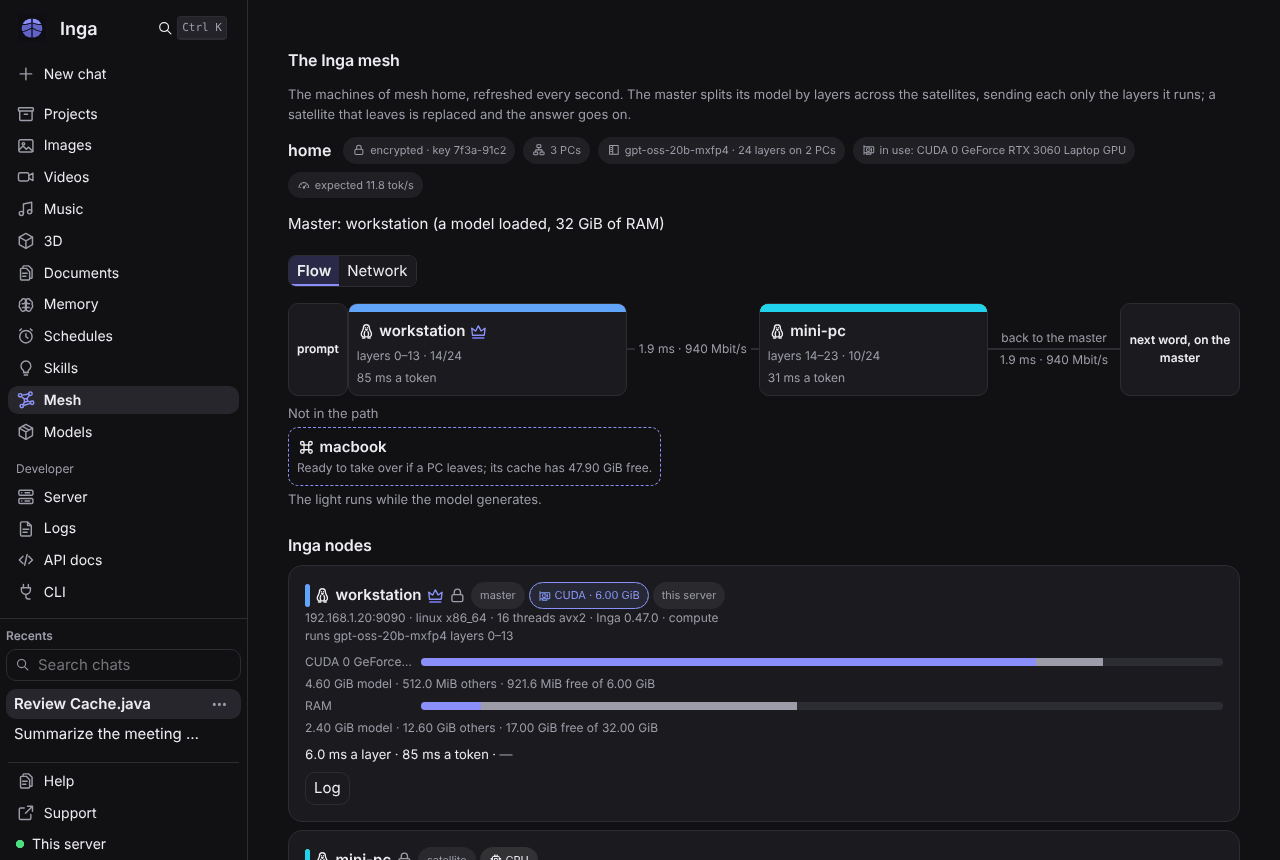 Inga
Ctrl K
New chat
Projects
Images
Videos
Music
3D
Documents
Memory
Schedules
Skills
Mesh
Models
Developer
Server
Logs
API docs
CLI
Recents
Search chats
Review Cache.java
Summarize the meeting ...
Help
Support
This server
The Inga mesh
The machines of mesh home, refreshed every second. The master splits its model by layers across the satellites, sending each only the layers it runs; a
satellite that leaves is replaced and the answer goes on.
home
encrypted · key 7f3a-91c2
3 PCs
gpt-oss-20b-mxfp4 · 24 layers on 2 PCs
in use: CUDA 0 GeForce RTX 3060 Laptop GPU
expected 11.8 tok/s
Master: workstation (a model loaded, 32 GiB of RAM)
Flow
Network
prompt
workstation
layers 0–13 · 14/24
85 ms a token
1.9 ms · 940 Mbit/s
mini-pc
layers 14–23 · 10/24
31 ms a token
back to the master
1.9 ms · 940 Mbit/s
next word, on the
master
Not in the path
macbook
Ready to take over if a PC leaves; its cache has 47.90 GiB free.
The light runs while the model generates.
Inga nodes
workstation
master
CUDA · 6.00 GiB
this server
192.168.1.20:9090 · linux x86_64 · 16 threads avx2 · Inga 0.47.0 · compute
runs gpt-oss-20b-mxfp4 layers 0–13
CUDA 0 GeForce...
4.60 GiB model · 512.0 MiB others · 921.6 MiB free of 6.00 GiB
RAM
2.40 GiB model · 12.60 GiB others · 17.00 GiB free of 32.00 GiB
6.0 ms a layer · 85 ms a token · —
Log
mini-pc
satellite
CPU